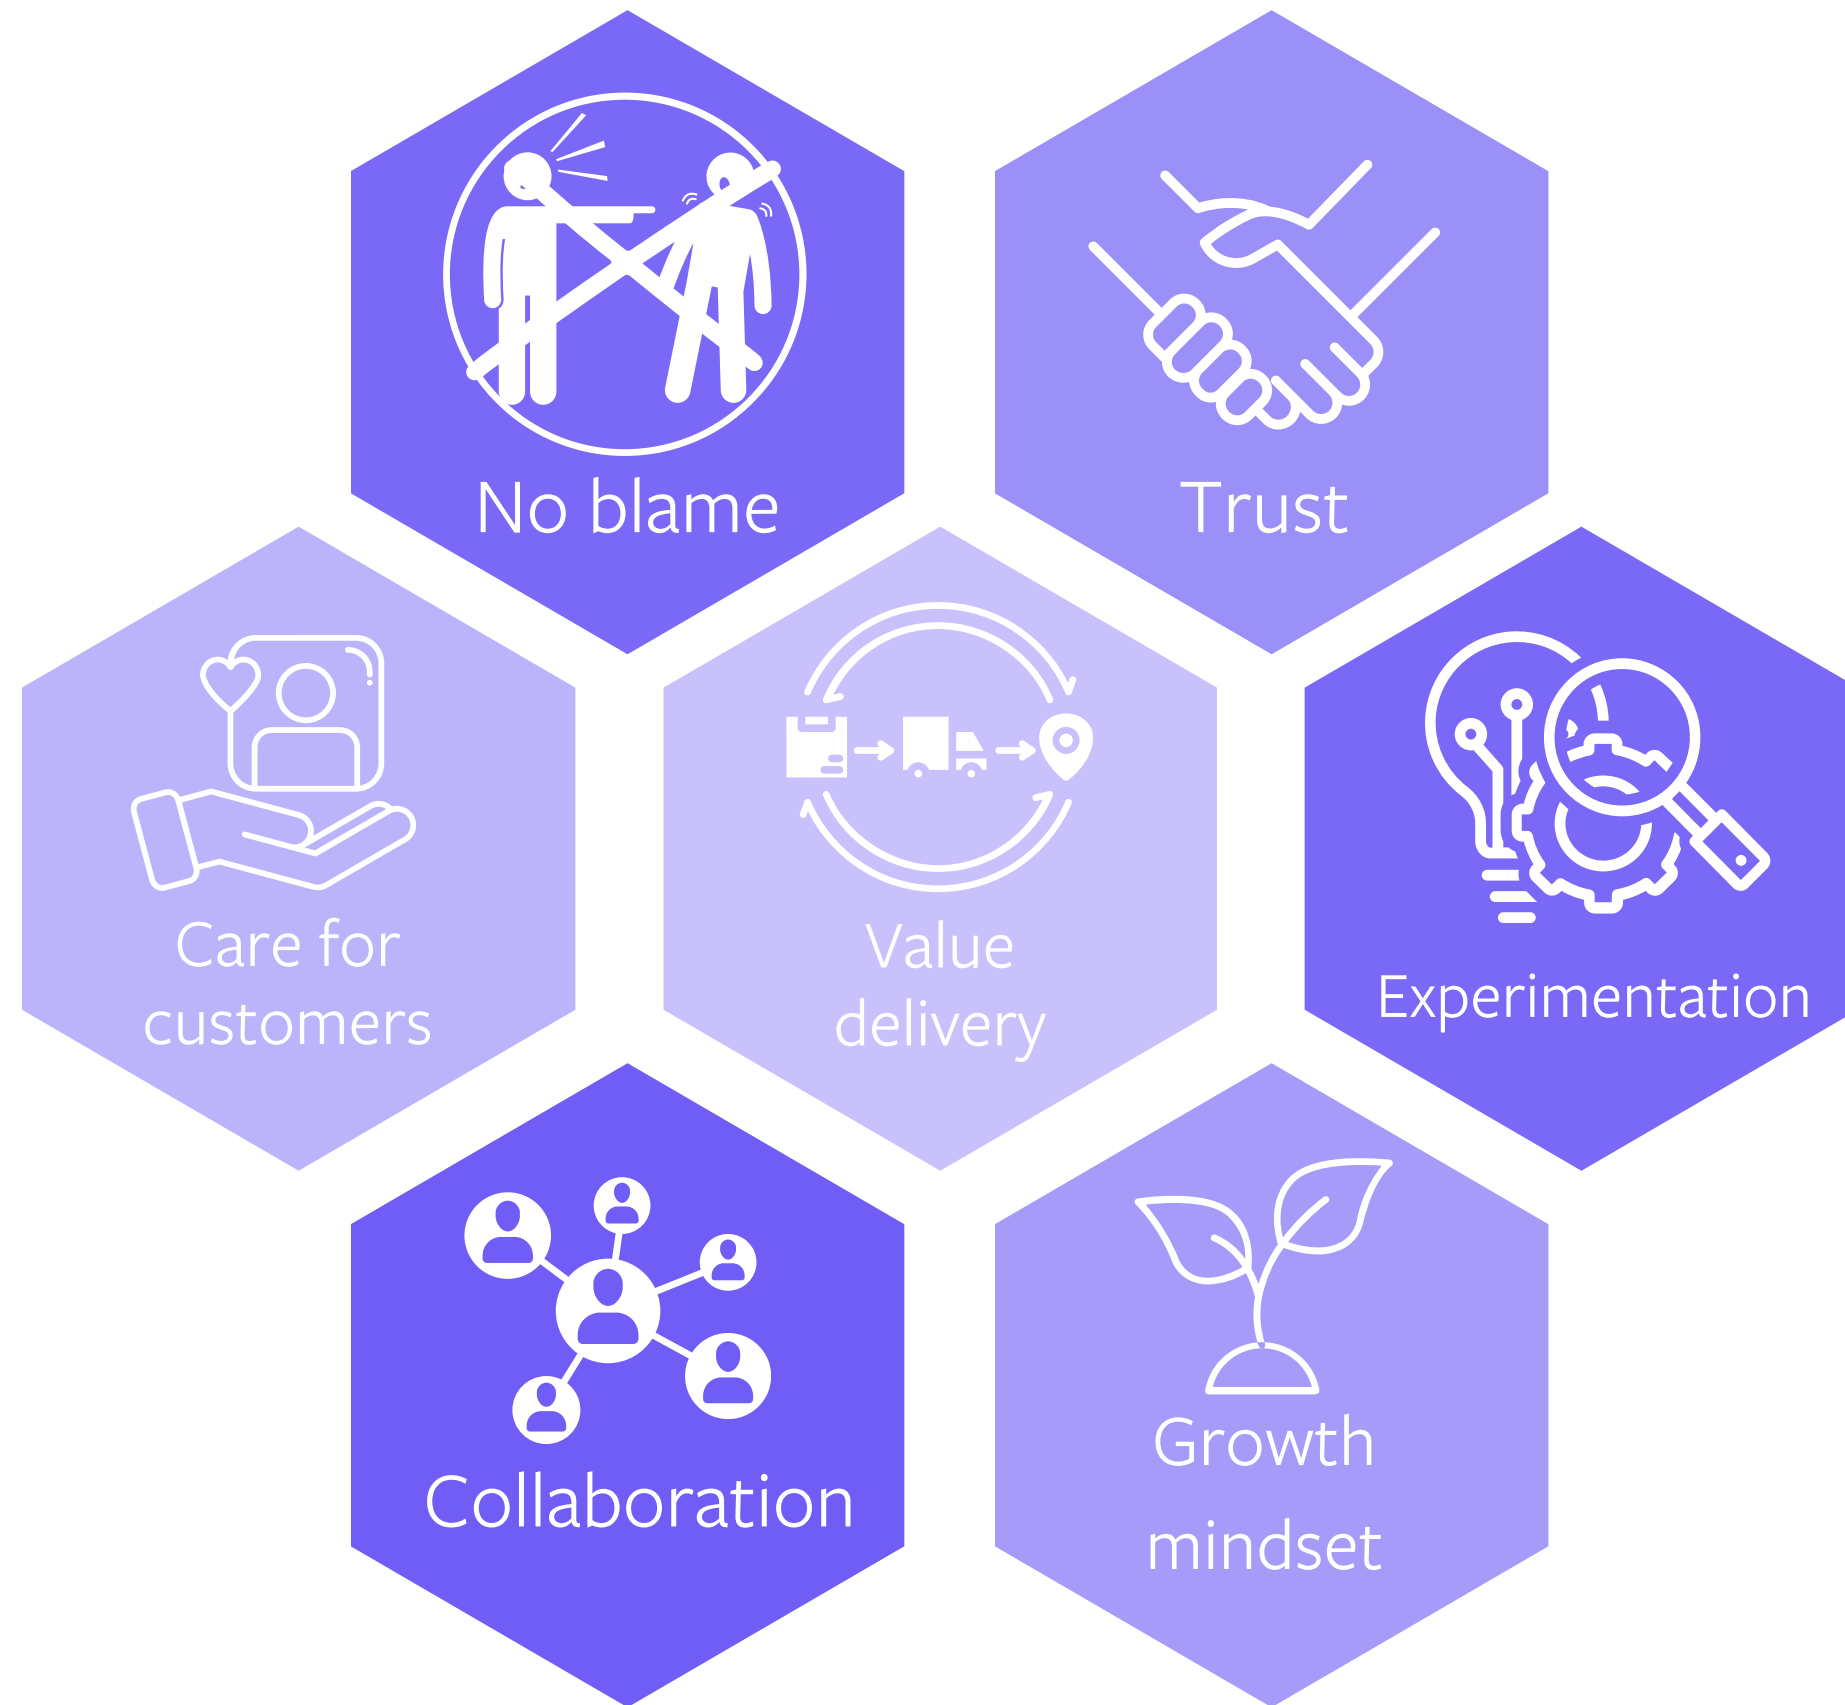 No blame
Trust
Care for
customers
Value
delivery
Experimentation
Collaboration
Growth
mindset